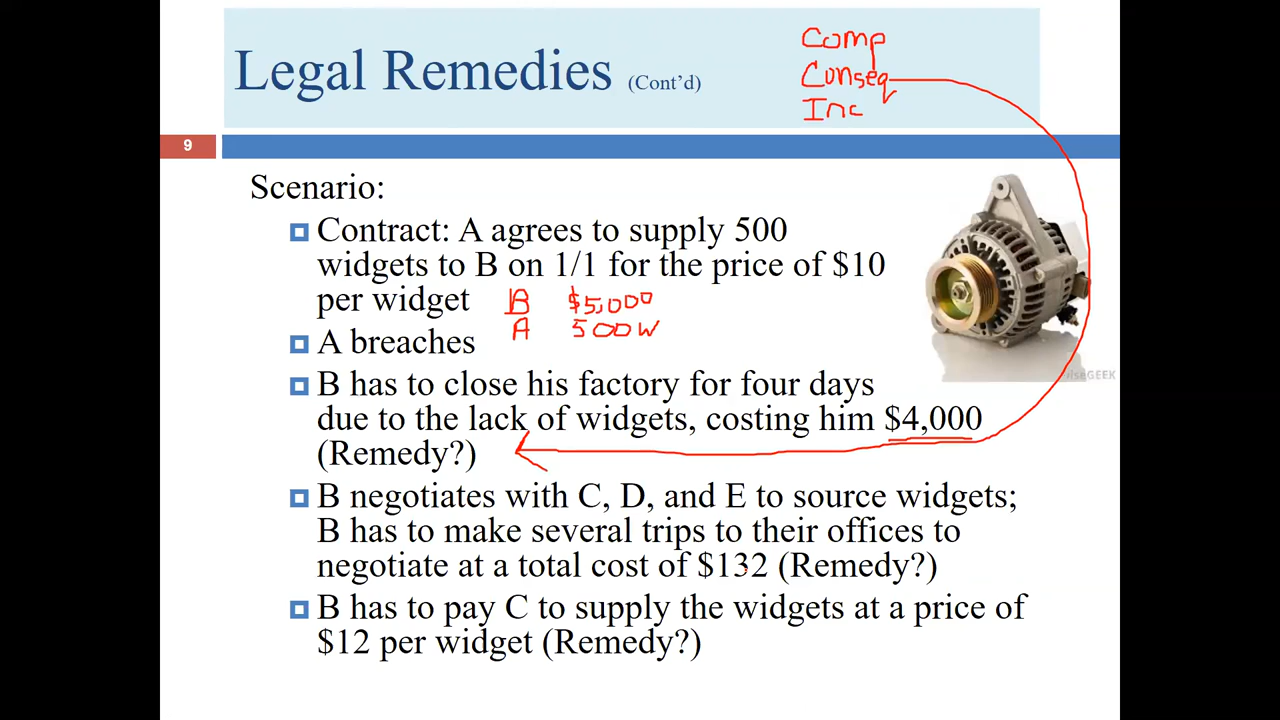 Legal Remedies (Cont'd)
Comp
Conseq
Inc
9
Scenario:
Contract: A agrees to supply 500
widgets to B on 1/1 for the price of $10
per widget
B $5,000
A 500W
A breaches
B has to close his factory for four days
due to the lack of widgets, costing him $4,000
(Remedy?)
B negotiates with C, D, and E to source widgets;
B has to make several trips to their offices to
negotiate at a total cost of $132 (Remedy?)
B has to pay C to supply the widgets at a price of
$12 per widget (Remedy?)